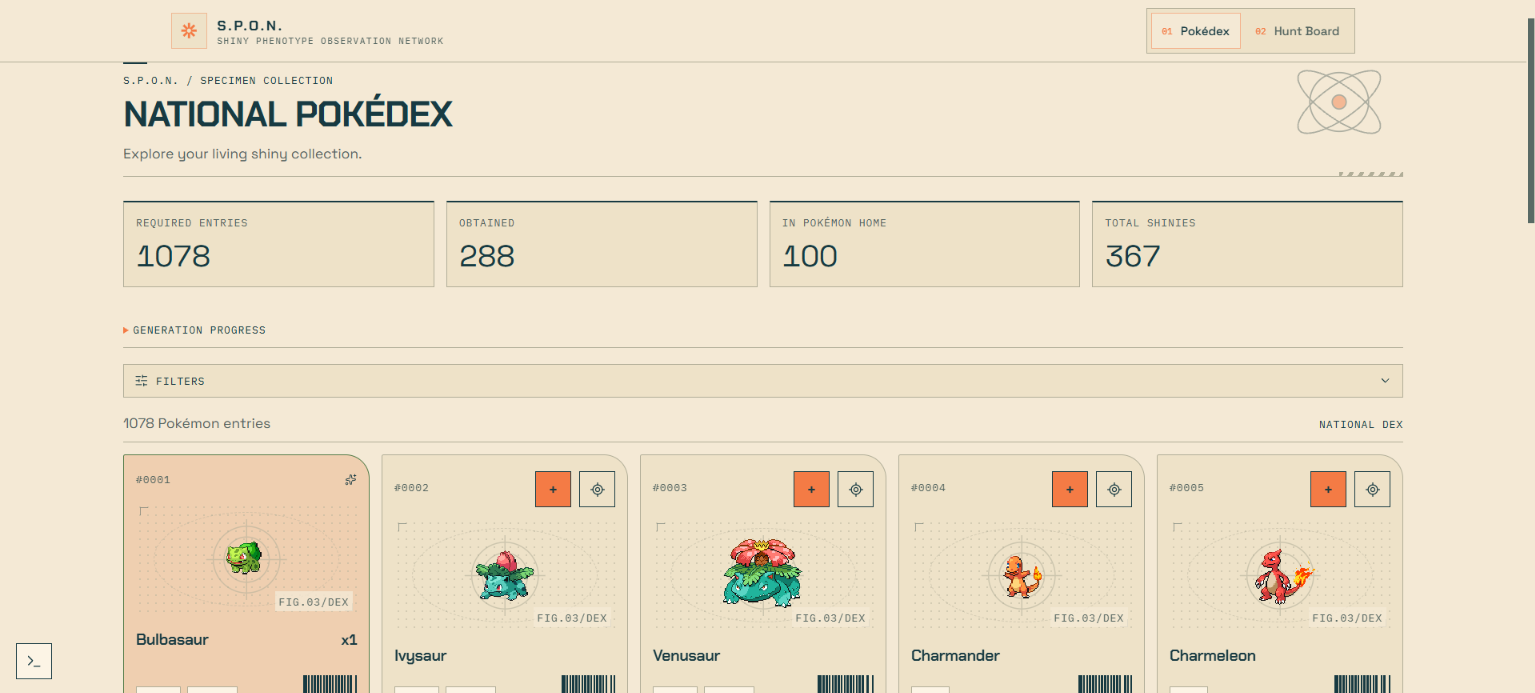 S.P.O.N.
SHINY PHENOTYPE OBSERVATION NETWORK
01 Pokédex
02 Hunt Board
S.P.O.N. / SPECIMEN COLLECTION
NATIONAL POKÉDEX
Explore your living shiny collection.
REQUIRED ENTRIES
1078
OBTAINED
288
IN POKÉMON HOME
100
TOTAL SHINIES
367
GENERATION PROGRESS
FILTERS
1078 Pokémon entries
NATIONAL DEX
#0001
FIG.03/DEX
Bulbasaur x1
#0002
+
FIG.03/DEX
Ivysaur
#0003
+
FIG.03/DEX
Venusaur
#0004
+
FIG.03/DEX
Charmander
#0005
+
FIG.03/DEX
Charmeleon
>_